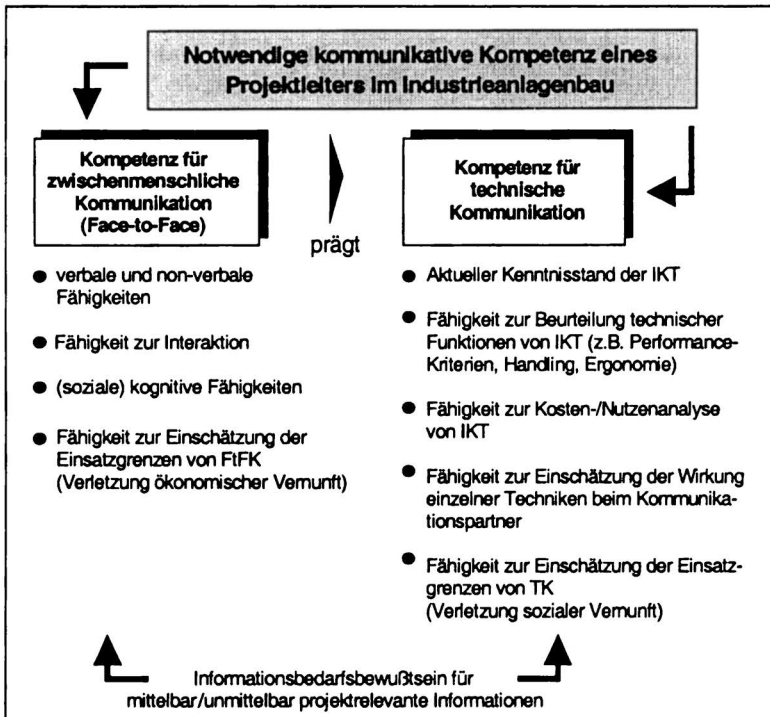 Notwendige kommunikative Kompetenz eines
Projektleiters im Industrieanlagenbau
Kompetenz für
zwischenmenschliche
Kommunikation
(Face-to-Face)
prägt
Kompetenz für
technische
Kommunikation
● verbale und non-verbale
Fähigkeiten
● Fähigkeit zur Interaktion
● (soziale) kognitive Fähigkeiten
● Fähigkeit zur Einschätzung der
Einsatzgrenzen von FtFK
(Verletzung ökonomischer Vernunft)
● Aktueller Kenntnisstand der IKT
● Fähigkeit zur Beurteilung technischer
Funktionen von IKT (z.B. Performance-
Kriterien, Handling, Ergonomie)
● Fähigkeit zur Kosten-/Nutzenanalyse
von IKT
● Fähigkeit zur Einschätzung der Wirkung
einzelner Techniken beim Kommunika-
tionspartner
● Fähigkeit zur Einschätzung der Einsatz-
grenzen von TK
(Verletzung sozialer Vernunft)
Informationsbedarfsbewußtsein für
mittelbar/unmittelbar projektrelevante Informationen